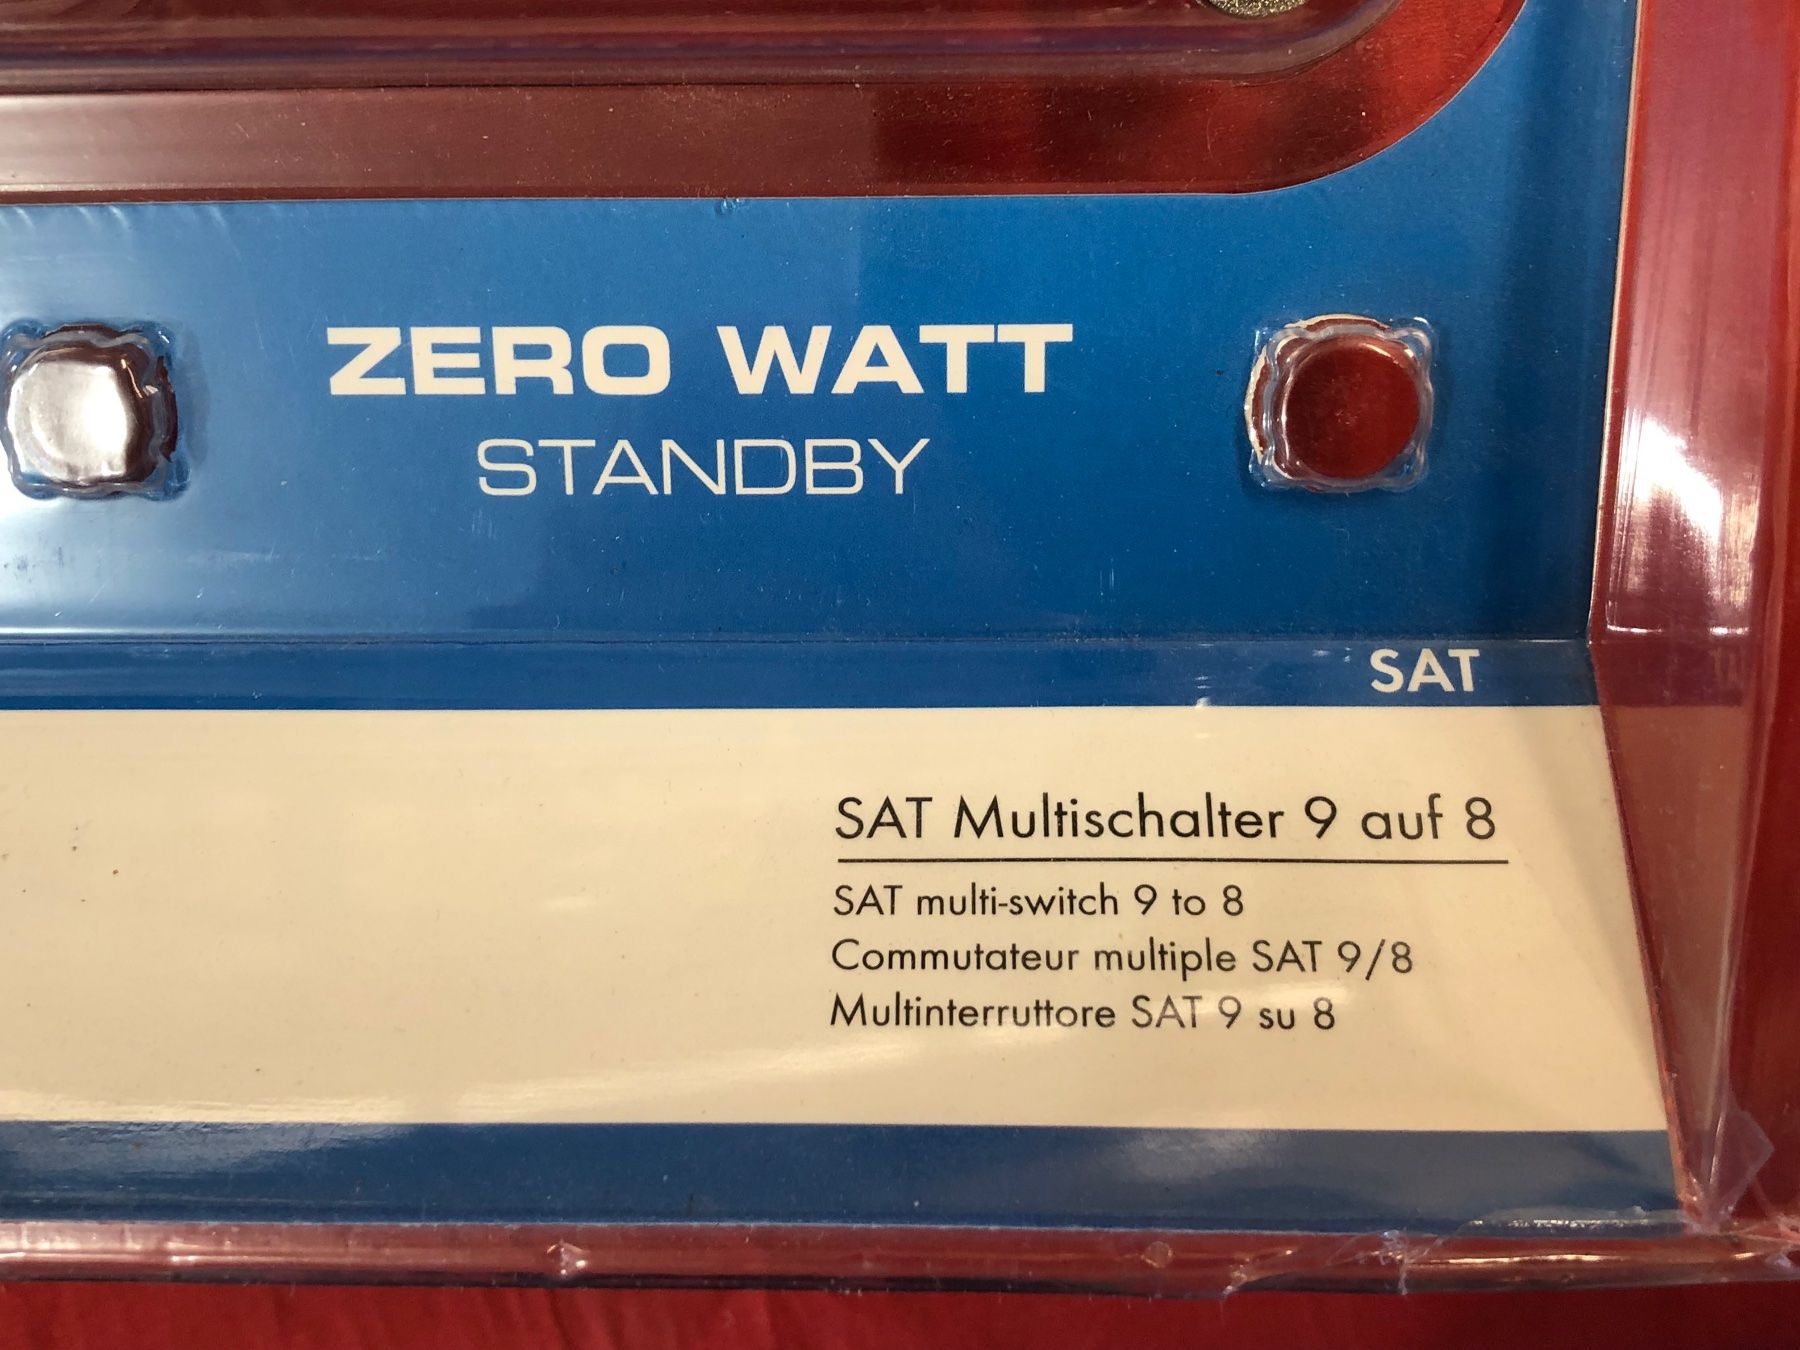 ZERO WATT
STANDBY
SAT
SAT Multischalter 9 auf 8
SAT multi-switch 9 to 8
Commutateur multiple SAT 9/8
Multinterruttore SAT 9 su 8